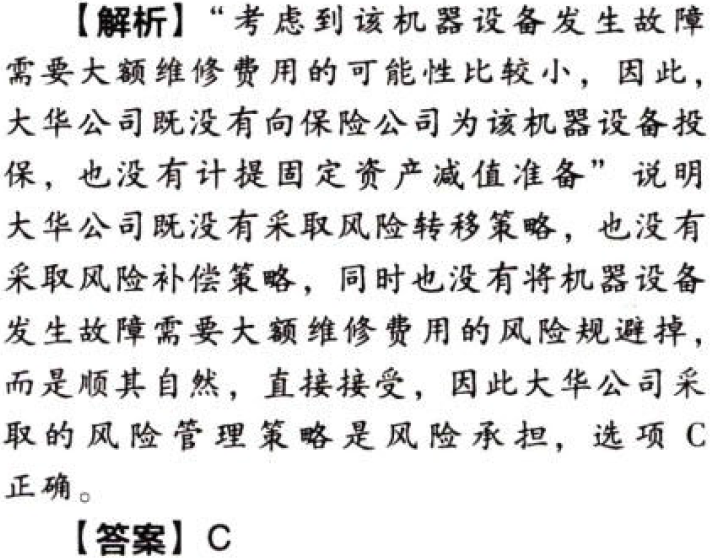 【解析】“考虑到该机器设备发生故障
需要大额维修费用的可能性比较小，因此，
大华公司既没有向保险公司为该机器设备投
保，也没有计提固定资产减值准备”说明
大华公司既没有采取风险转移策略，也没有
采取风险补偿策略，同时也没有将机器设备
发生故障需要大额维修费用的风险规避掉，
而是顺其自然，直接接受，因此大华公司采
取的风险管理策略是风险承担，选项 C
正确。
【答案】C